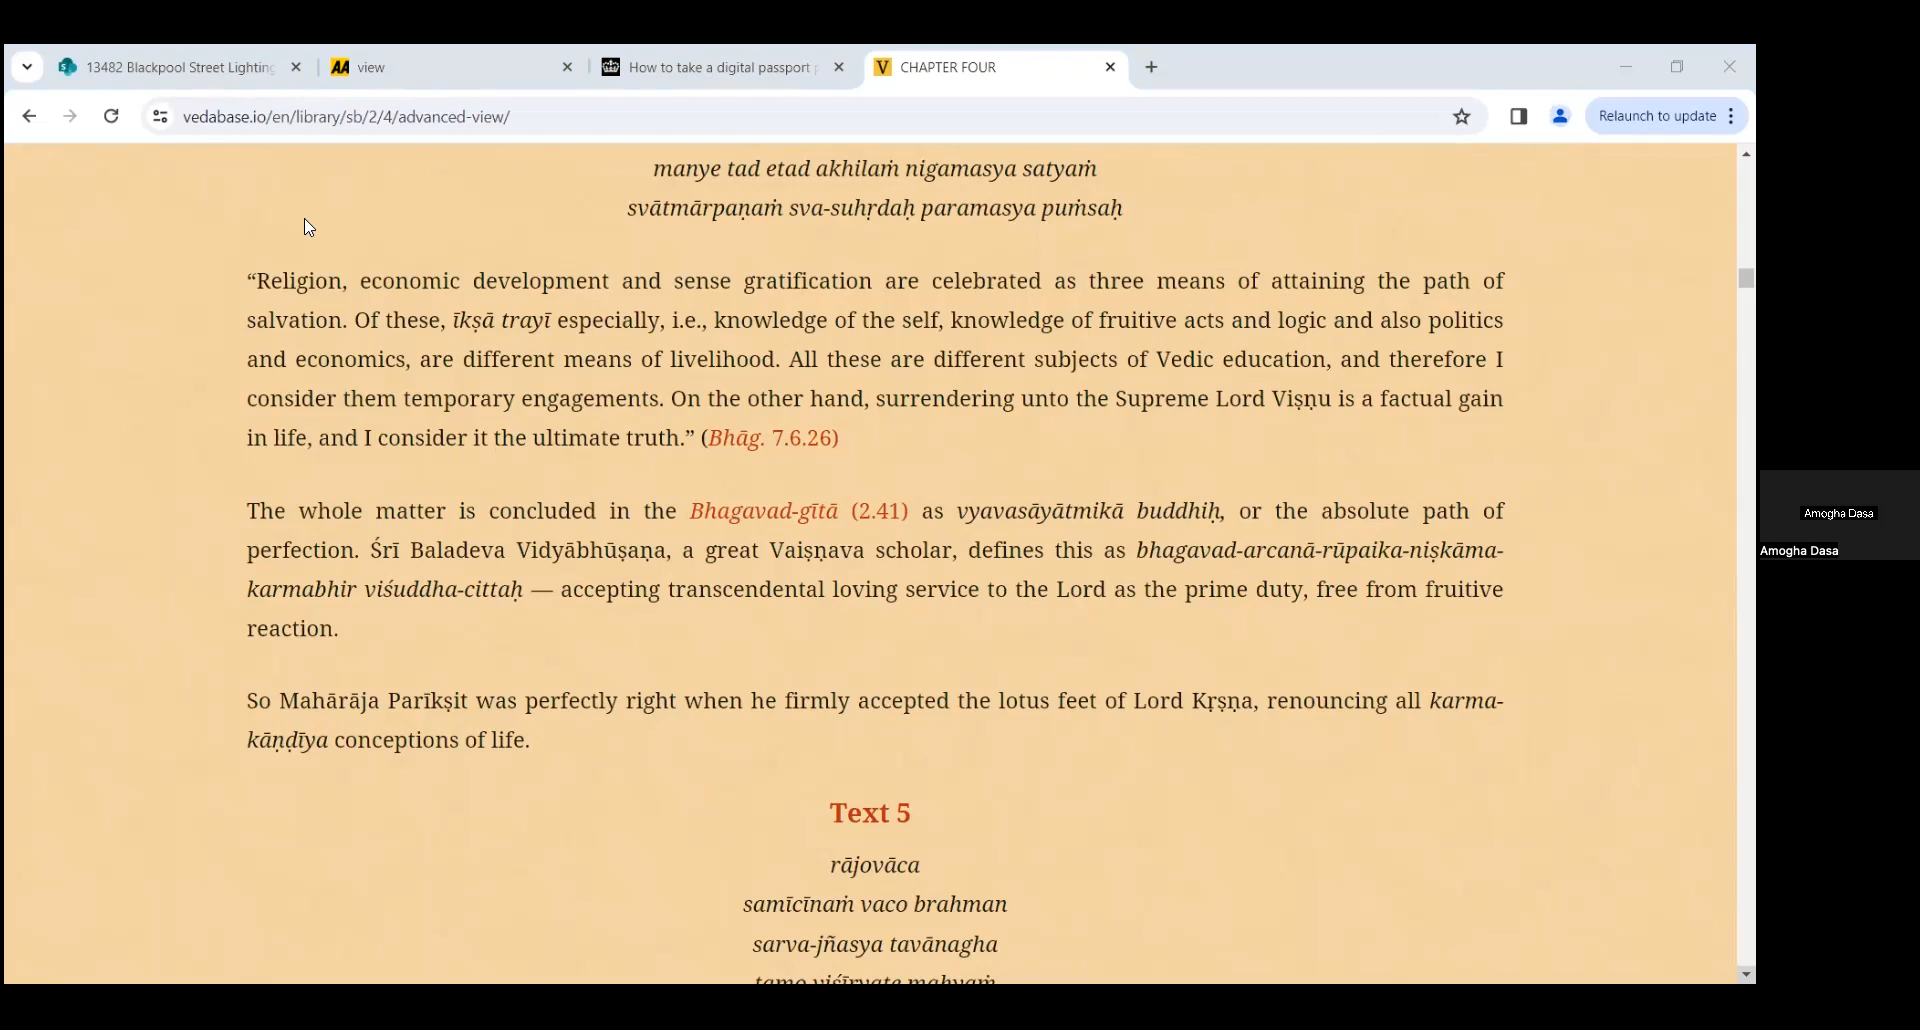 13482 Blackpool Street Lighting
view
How to take a digital passport
CHAPTER FOUR
vedabase.io/en/library/sb/2/4/advanced-view/
Relaunch to update
manye tad etad akhilaṁ nigamasya satyaṁ
svātmārpaṇaṁ sva-suhṛdaḥ paramasya puṁsaḥ
“Religion, economic development and sense gratification are celebrated as three means of attaining the path of
salvation. Of these, īkṣā trayī especially, i.e., knowledge of the self, knowledge of fruitive acts and logic and also politics
and economics, are different means of livelihood. All these are different subjects of Vedic education, and therefore I
consider them temporary engagements. On the other hand, surrendering unto the Supreme Lord Viṣṇu is a factual gain
in life, and I consider it the ultimate truth.” (Bhāg. 7.6.26)
The whole matter is concluded in the Bhagavad-gītā (2.41) as vyavasāyātmikā buddhiḥ, or the absolute path of
perfection. Śrī Baladeva Vidyābhūṣaṇa, a great Vaiṣṇava scholar, defines this as bhagavad-arcanā-rūpaika-niṣkāma-
karmabhir viśuddha-cittaḥ — accepting transcendental loving service to the Lord as the prime duty, free from fruitive
reaction.
So Mahārāja Parīkṣit was perfectly right when he firmly accepted the lotus feet of Lord Kṛṣṇa, renouncing all karma-
kāṇḍīya conceptions of life.
Text 5
rājovāca
samīcīnaṁ vaco brahman
sarva-jñasya tavānagha
tamo viśīryate mahyaṁ
Amogha Dasa
Amogha Dasa